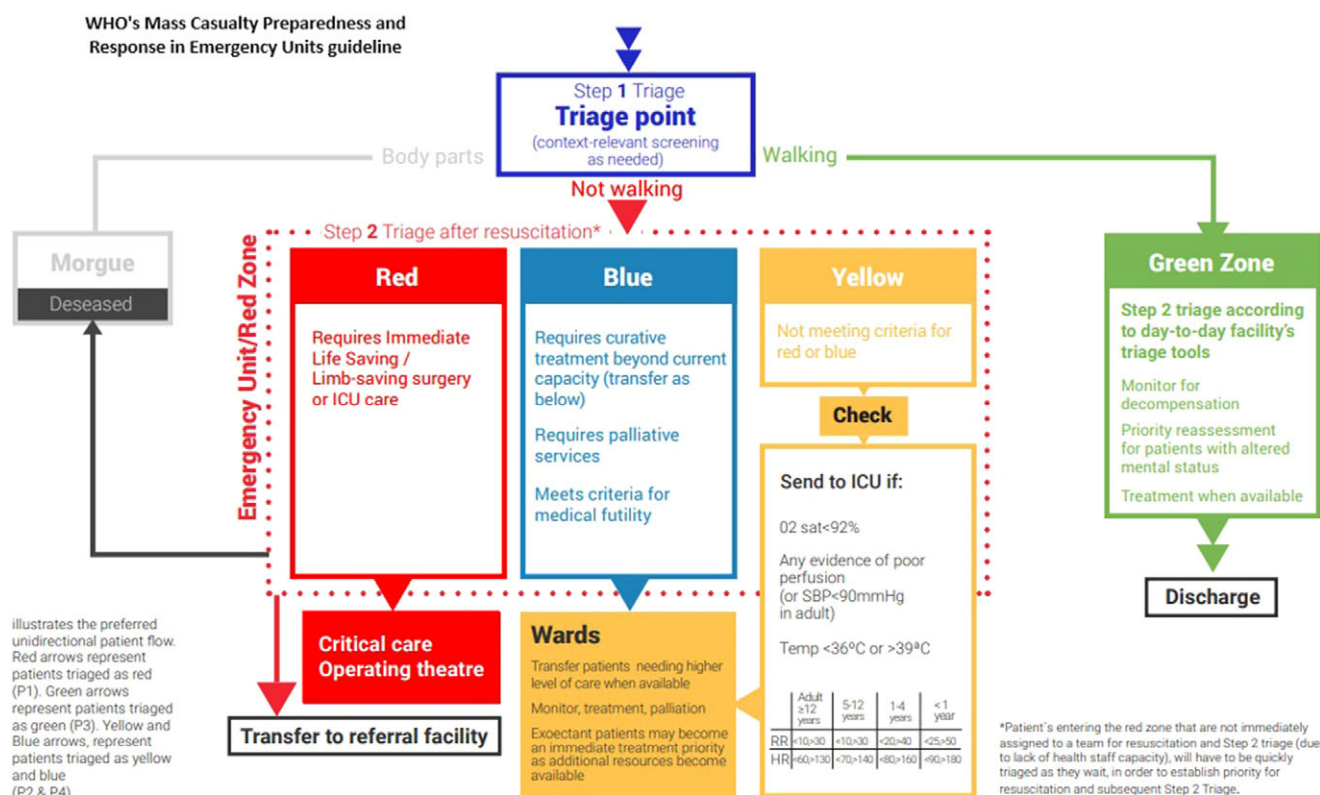 WHO's Mass Casualty Preparedness and
Response in Emergency Units guideline
Step 1 Triage
Triage point
(context-relevant screening
as needed)
Body parts
Walking
Not walking
Step 2 Triage after resuscitation*
Emergency Unit/Red Zone
Morgue
Deseased
Red
Requires Immediate
Life Saving /
Limb-saving surgery
or ICU care
Blue
Requires curative
treatment beyond current
capacity (transfer as
below)
Requires palliative
services
Meets criteria for
medical futility
Yellow
Not meeting criteria for
red or blue
Check
Send to ICU if:
02 sat<92%
Any evidence of poor
perfusion
(or SBP<90mmHg
in adult)
Temp <36ºC or >39ªC
Adult ≥12 years 5-12 years 1-4 years <1 year
RR <10,>30 <10,>30 <20,>40 <25,>50
HR <60,>130 <70,>140 <80,>160 <90,>180
Green Zone
Step 2 triage according
to day-to-day facility's
triage tools
Monitor for
decompensation
Priority reassessment
for patients with altered
mental status
Treatment when available
Discharge
Critical care
Operating theatre
Wards
Transfer patients needing higher
level of care when available
Monitor, treatment, palliation
Exoectant patients may become
an immediate treatment priority
as additional resources become
available
Transfer to referral facility
illustrates the preferred
unidirectional patient flow.
Red arrows represent
patients triaged as red
(P1). Green arrows
represent patients triaged
as green (P3). Yellow and
Blue arrows, represent
patients triaged as yellow
and blue
(P2 & P4)
*Patient´s entering the red zone that are not immediately
assigned to a team for resuscitation and Step 2 triage (due
to lack of health staff capacity), will have to be quickly
triaged as they wait, in order to establish priority for
resuscitation and subsequent Step 2 Triage.